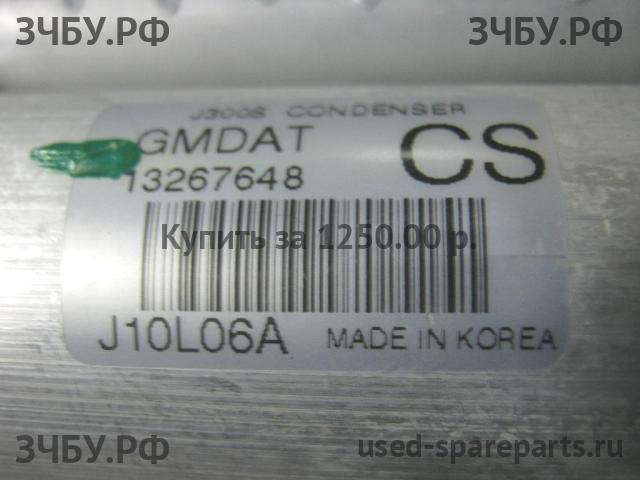 ЗЧБУ.РФ ЗЧБУ.РФ
J300S CONDENSER
GMDAT CS
13267648
Купить за 1250.00 р.
J10L06A MADE IN KOREA
ЗЧБУ.РФ used-spareparts.ru